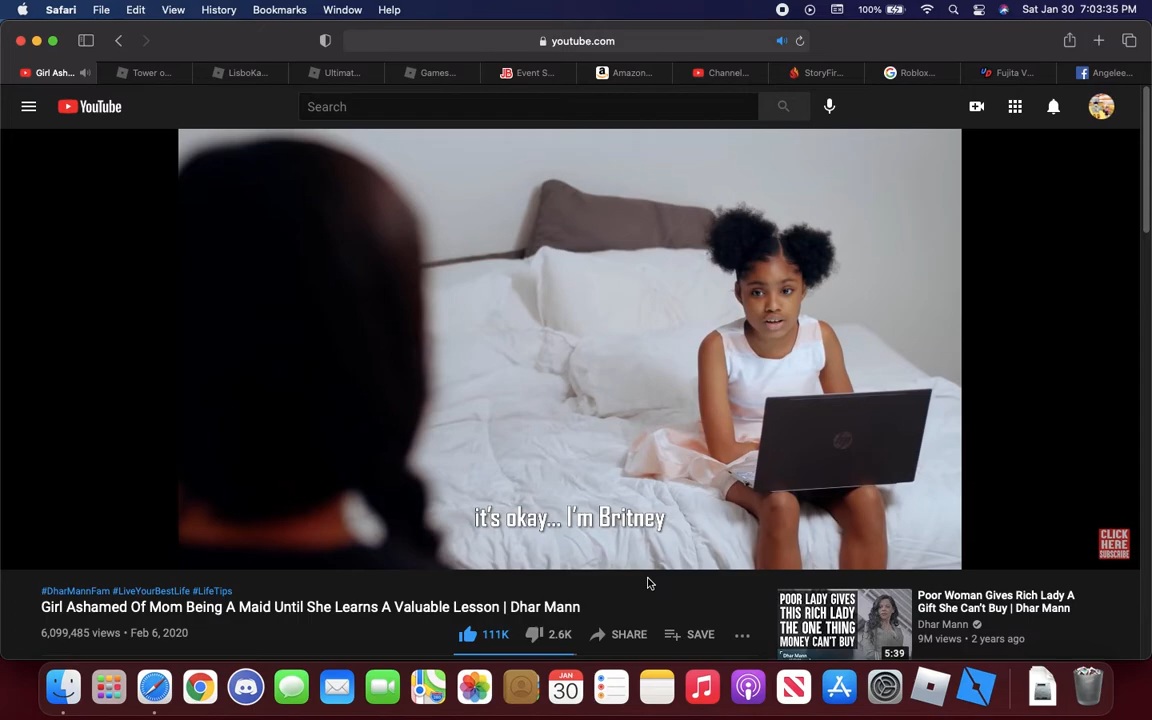 Safari File Edit View History Bookmarks Window Help 100% Sat Jan 30 7:03:35 PM
youtube.com
Girl Ash... Tower o... LisboKa... Ultimat... Games... Event S... Amazon... Channel... StoryFir... Roblox... Fujita V... Angelee...
YouTube Search
it's okay... I'm Britney
CLICK
HERE
SUBSCRIBE
#DharMannFam #LiveYourBestLife #LifeTips
Girl Ashamed Of Mom Being A Maid Until She Learns A Valuable Lesson | Dhar Mann
6,099,485 views • Feb 6, 2020
111K 2.6K SHARE SAVE
POOR LADY GIVES
THIS RICH LADY
THE ONE THING
MONEY CAN'T BUY
Dhar Mann
5:39
Poor Woman Gives Rich Lady A
Gift She Can't Buy | Dhar Mann
Dhar Mann
9M views • 2 years ago
JAN
30